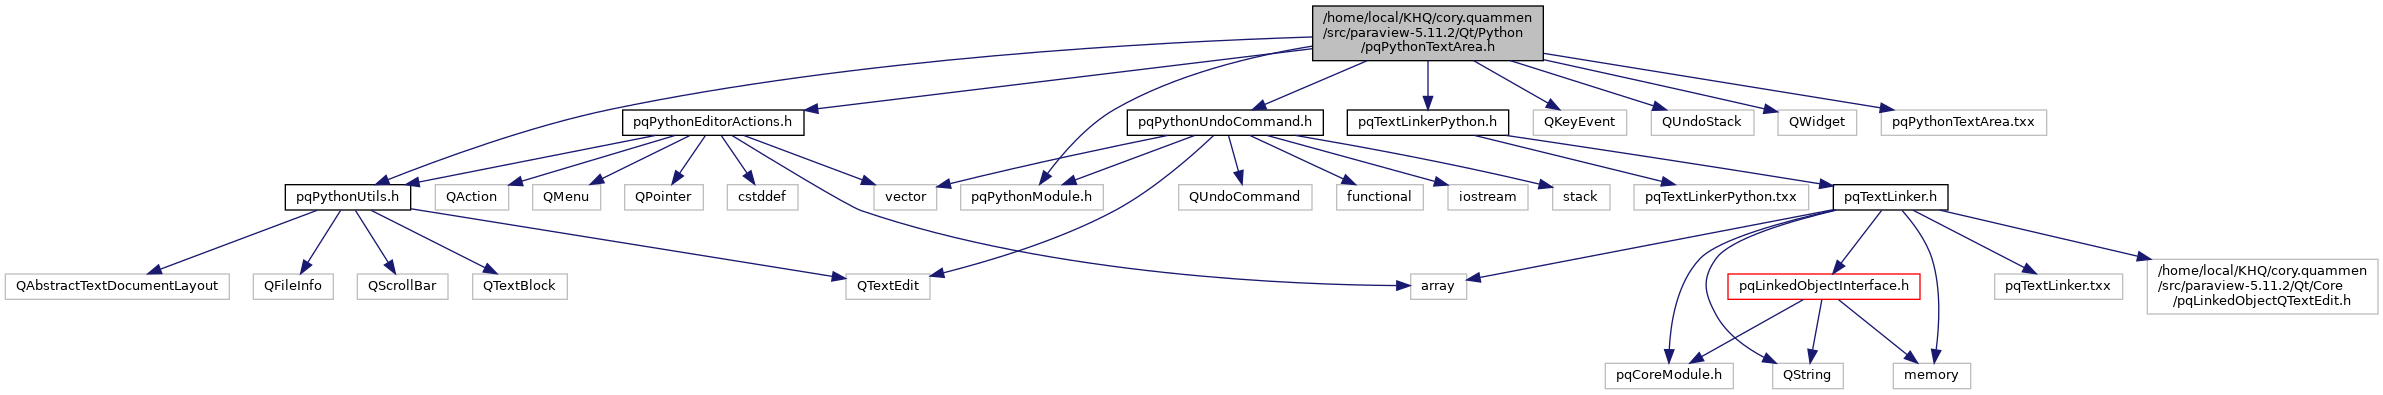 /home/local/KHQ/cory.quammen
/src/paraview-5.11.2/Qt/Python
/pqPythonTextArea.h
pqPythonEditorActions.h
pqPythonUndoCommand.h
pqTextLinkerPython.h
QKeyEvent
QUndoStack
QWidget
pqPythonTextArea.txx
pqPythonUtils.h
QAction
QMenu
QPointer
cstddef
vector
pqPythonModule.h
QUndoCommand
functional
iostream
stack
pqTextLinkerPython.txx
pqTextLinker.h
QAbstractTextDocumentLayout
QFileInfo
QScrollBar
QTextBlock
QTextEdit
array
pqLinkedObjectInterface.h
pqTextLinker.txx
/home/local/KHQ/cory.quammen
/src/paraview-5.11.2/Qt/Core
/pqLinkedObjectQTextEdit.h
pqCoreModule.h
QString
memory